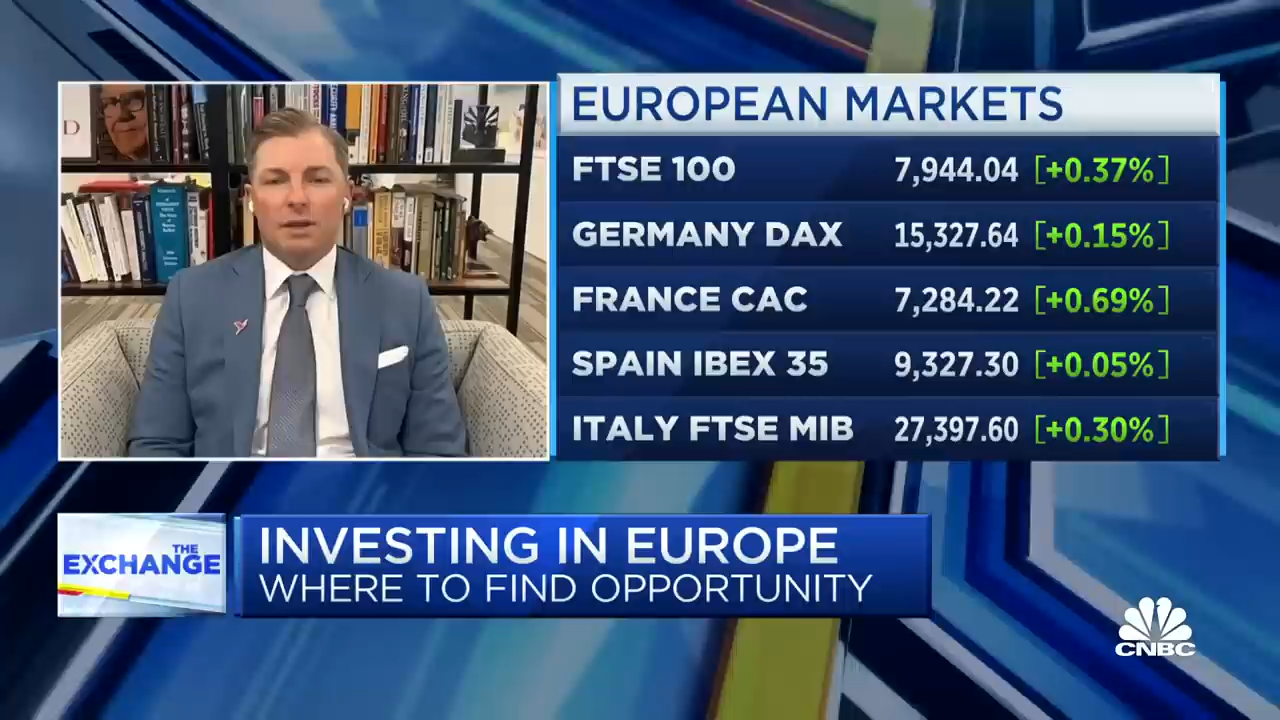 EUROPEAN MARKETS
FTSE 100 7,944.04 [+0.37%]
GERMANY DAX 15,327.64 [+0.15%]
FRANCE CAC 7,284.22 [+0.69%]
SPAIN IBEX 35 9,327.30 [+0.05%]
ITALY FTSE MIB 27,397.60 [+0.30%]
THE
EXCHANGE
INVESTING IN EUROPE
WHERE TO FIND OPPORTUNITY
CNBC